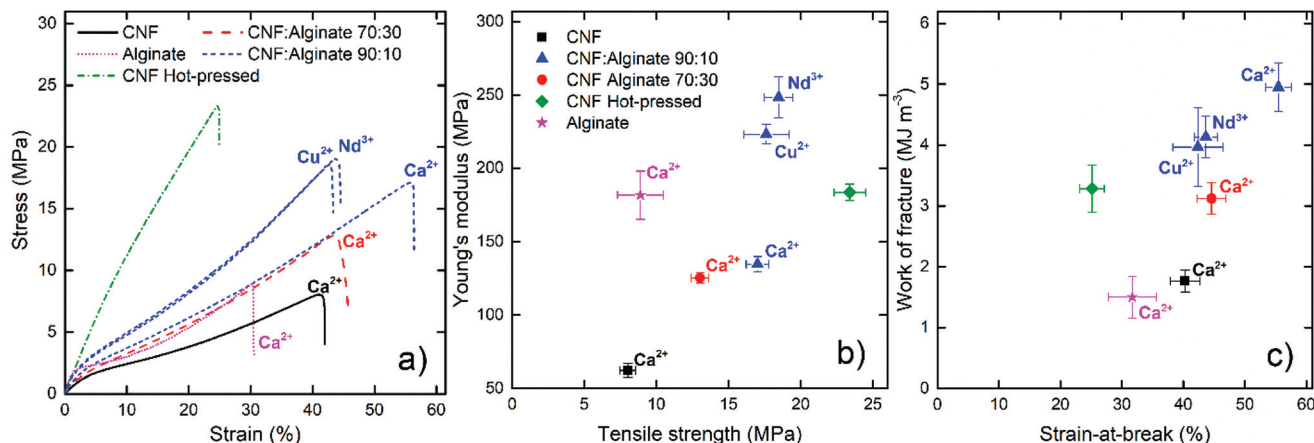 30
25
20
15
10
5
0
0 10 20 30 40 50 60
Stress (MPa)
Strain (%)
CNF
Alginate
CNF Hot-pressed
CNF:Alginate 70:30
CNF:Alginate 90:10
Cu²⁺ Nd³⁺
Ca²⁺
Ca²⁺
Ca²⁺
Ca²⁺
a)
300
250
200
150
100
50
0 5 10 15 20 25
Young's modulus (MPa)
Tensile strength (MPa)
CNF
CNF:Alginate 90:10
CNF Alginate 70:30
CNF Hot-pressed
Alginate
Nd³⁺
Cu²⁺
Ca²⁺
Ca²⁺
Ca²⁺
Ca²⁺
b)
6
5
4
3
2
1
0
0 10 20 30 40 50 60
Work of fracture (MJ m⁻³)
Strain-at-break (%)
Ca²⁺
Nd³⁺
Cu²⁺
Ca²⁺
Ca²⁺
Ca²⁺
c)